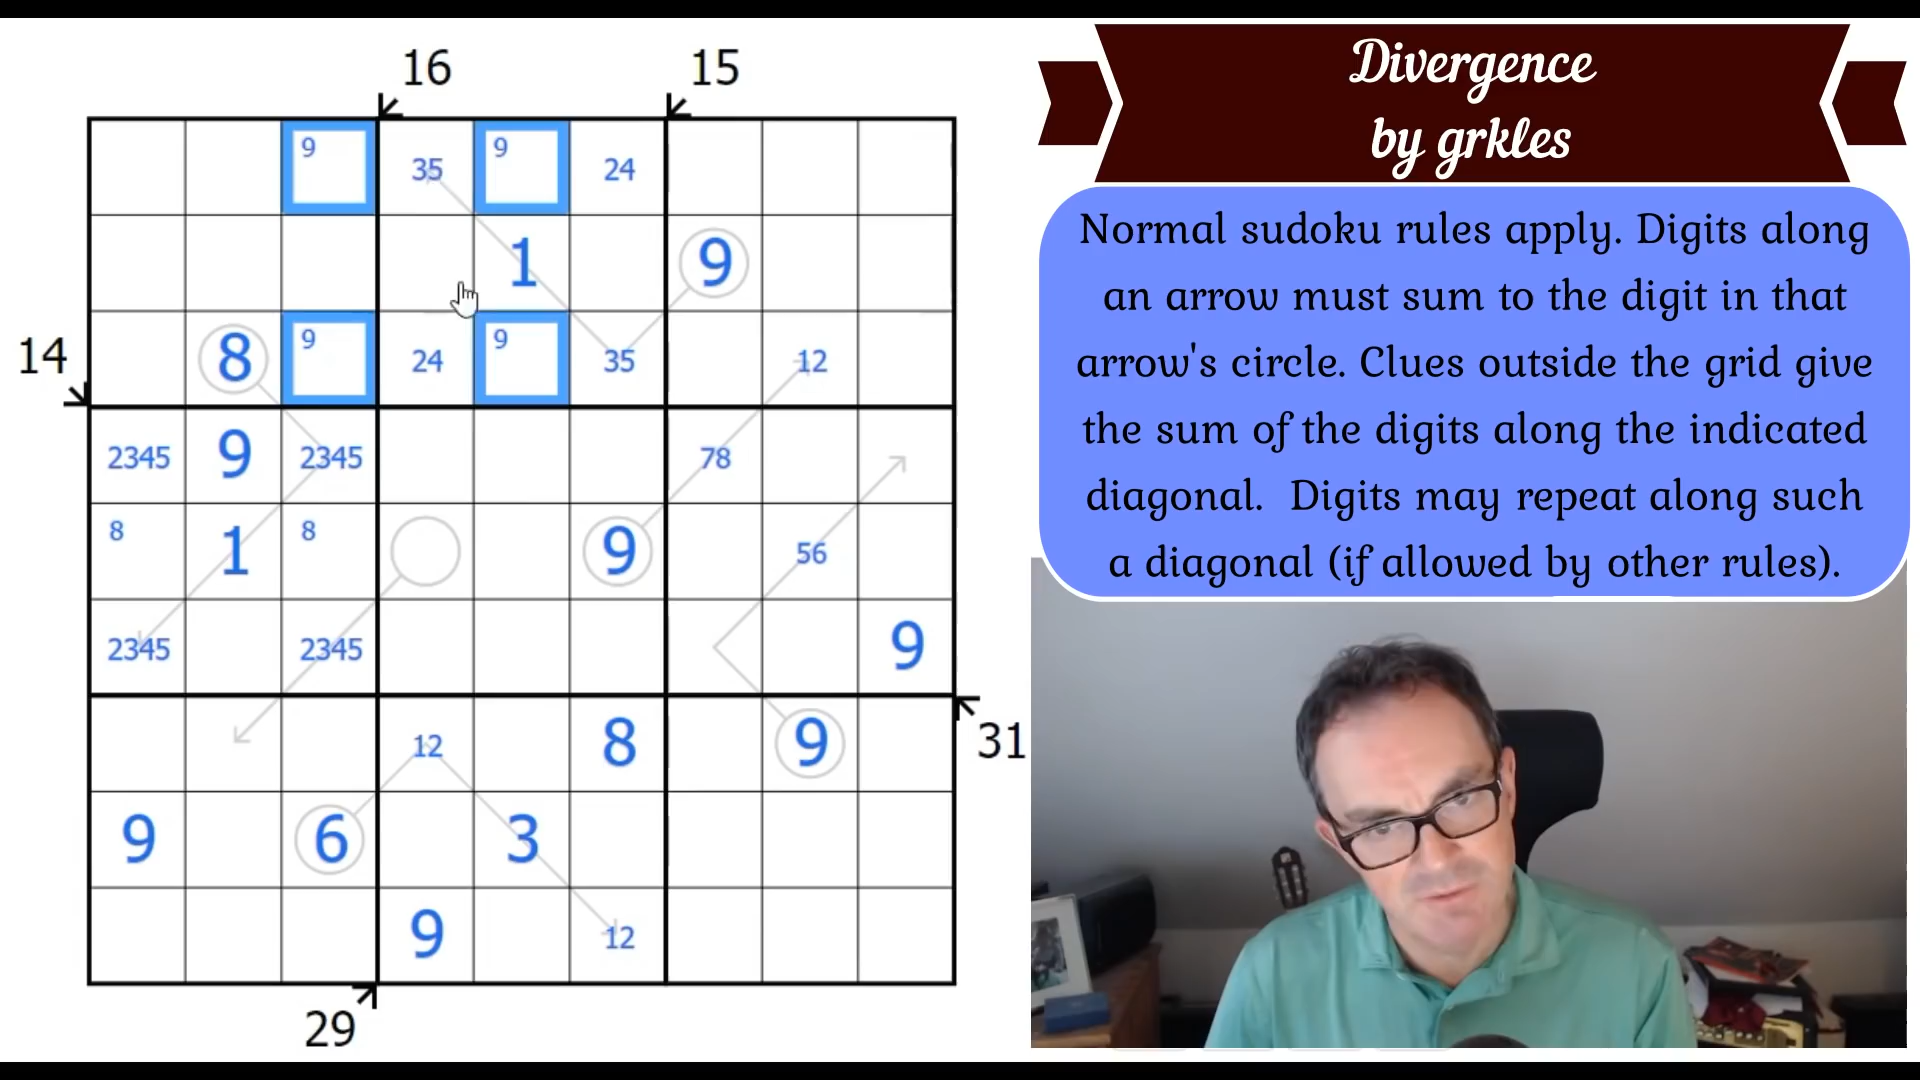 16 15
9 35 9 24
1 9
14 8 9 24 9 35 12
2345 9 2345 78
8 1 8 9 56
2345 2345 9
12 8 9 31
9 6 3
9 12
29
Divergence
by grkles
Normal sudoku rules apply. Digits along
an arrow must sum to the digit in that
arrow's circle. Clues outside the grid give
the sum of the digits along the indicated
diagonal. Digits may repeat along such
a diagonal (if allowed by other rules).